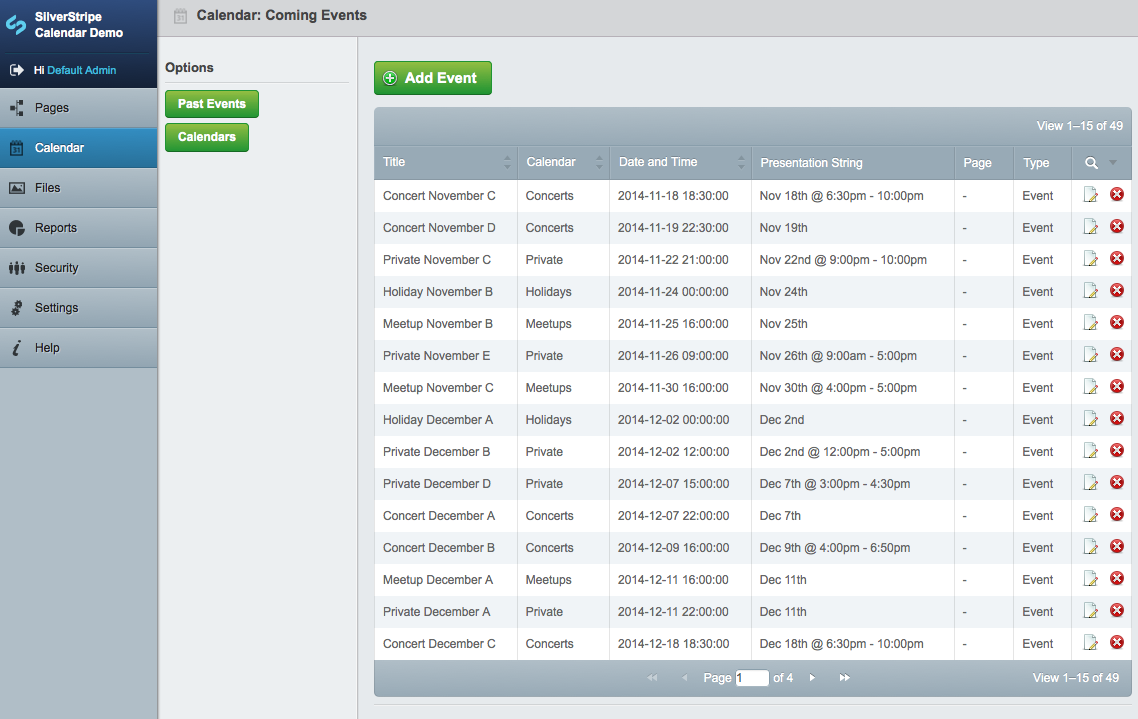 SilverStripe
Calendar Demo
Hi Default Admin
Pages
Calendar
Files
Reports
Security
Settings
Help
Calendar: Coming Events
Options
Past Events
Calendars
Add Event
View 1–15 of 49
Title Calendar Date and Time Presentation String Page Type
Concert November C Concerts 2014-11-18 18:30:00 Nov 18th @ 6:30pm - 10:00pm - Event
Concert November D Concerts 2014-11-19 22:30:00 Nov 19th - Event
Private November C Private 2014-11-22 21:00:00 Nov 22nd @ 9:00pm - 10:00pm - Event
Holiday November B Holidays 2014-11-24 00:00:00 Nov 24th - Event
Meetup November B Meetups 2014-11-25 16:00:00 Nov 25th - Event
Private November E Private 2014-11-26 09:00:00 Nov 26th @ 9:00am - 5:00pm - Event
Meetup November C Meetups 2014-11-30 16:00:00 Nov 30th @ 4:00pm - 5:00pm - Event
Holiday December A Holidays 2014-12-02 00:00:00 Dec 2nd - Event
Private December B Private 2014-12-02 12:00:00 Dec 2nd @ 12:00pm - 5:00pm - Event
Private December D Private 2014-12-07 15:00:00 Dec 7th @ 3:00pm - 4:30pm - Event
Concert December A Concerts 2014-12-07 22:00:00 Dec 7th - Event
Concert December B Concerts 2014-12-09 16:00:00 Dec 9th @ 4:00pm - 6:50pm - Event
Meetup December A Meetups 2014-12-11 16:00:00 Dec 11th - Event
Private December A Private 2014-12-11 22:00:00 Dec 11th - Event
Concert December C Concerts 2014-12-18 18:30:00 Dec 18th @ 6:30pm - 10:00pm - Event
Page 1 of 4
View 1–15 of 49